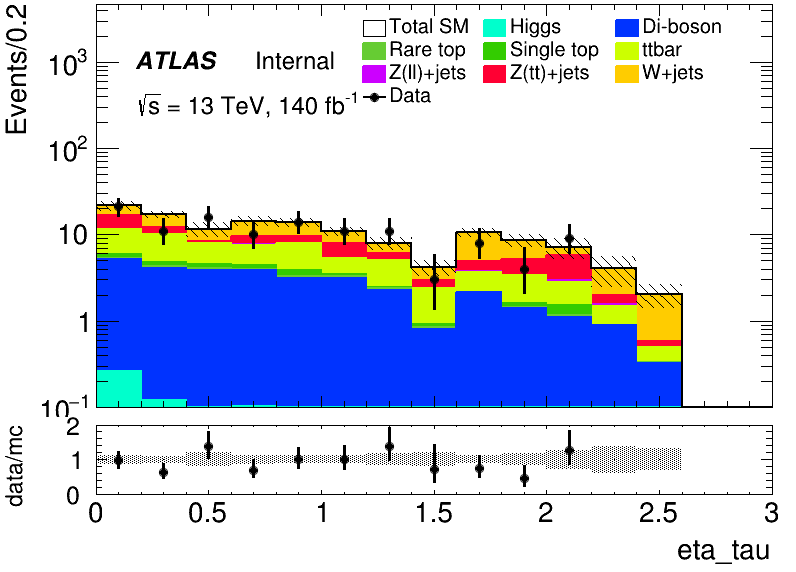 Events/0.2
10³
10²
10
1
10⁻¹
ATLAS Internal
√s = 13 TeV, 140 fb⁻¹
Total SM Higgs Di-boson
Rare top Single top ttbar
Z(ll)+jets Z(tt)+jets W+jets
Data
data/mc
2
1
0
0 0.5 1 1.5 2 2.5 3
eta_tau